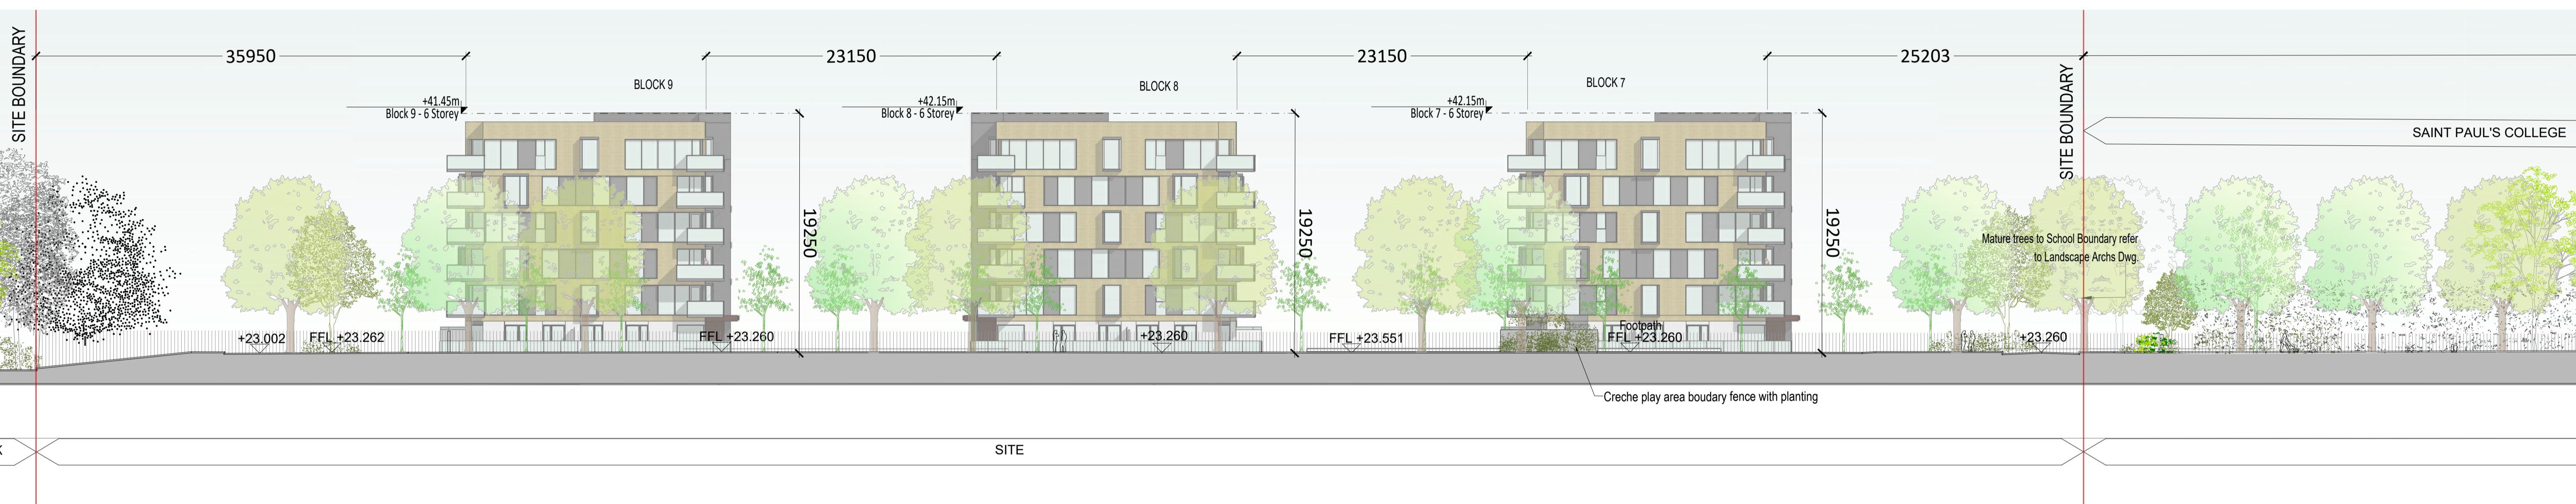 SITE BOUNDARY
35950
23150
23150
25203
BLOCK 9
BLOCK 8
BLOCK 7
SITE BOUNDARY
+41.45m
Block 9 - 6 Storey
+42.15m
Block 8 - 6 Storey
+42.15m
Block 7 - 6 Storey
SAINT PAUL'S COLLEGE
19250
19250
19250
Mature trees to School Boundary refer
to Landscape Archs Dwg.
+23.002
FFL +23.262
FFL +23.260
+23.260
FFL +23.551
Footpath
FFL +23.260
+23.260
Creche play area boudary fence with planting
SITE